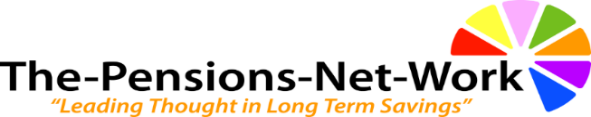 The-Pensions-Net-Work
“Leading Thought in Long Term Savings”